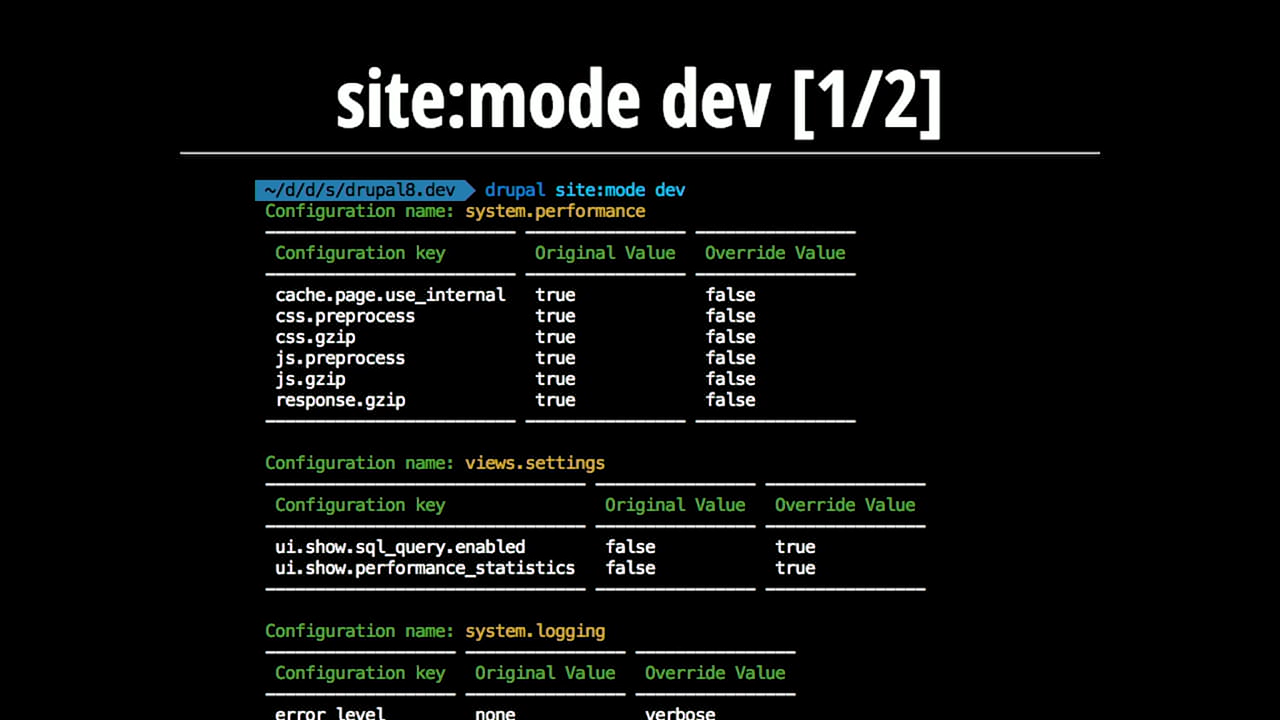 site:mode dev [1/2]
~/d/d/s/drupal8.dev drupal site:mode dev
Configuration name: system.performance
Configuration key Original Value Override Value
cache.page.use_internal true false
css.preprocess true false
css.gzip true false
js.preprocess true false
js.gzip true false
response.gzip true false
Configuration name: views.settings
Configuration key Original Value Override Value
ui.show.sql_query.enabled false true
ui.show.performance_statistics false true
Configuration name: system.logging
Configuration key Original Value Override Value
error_level none verbose